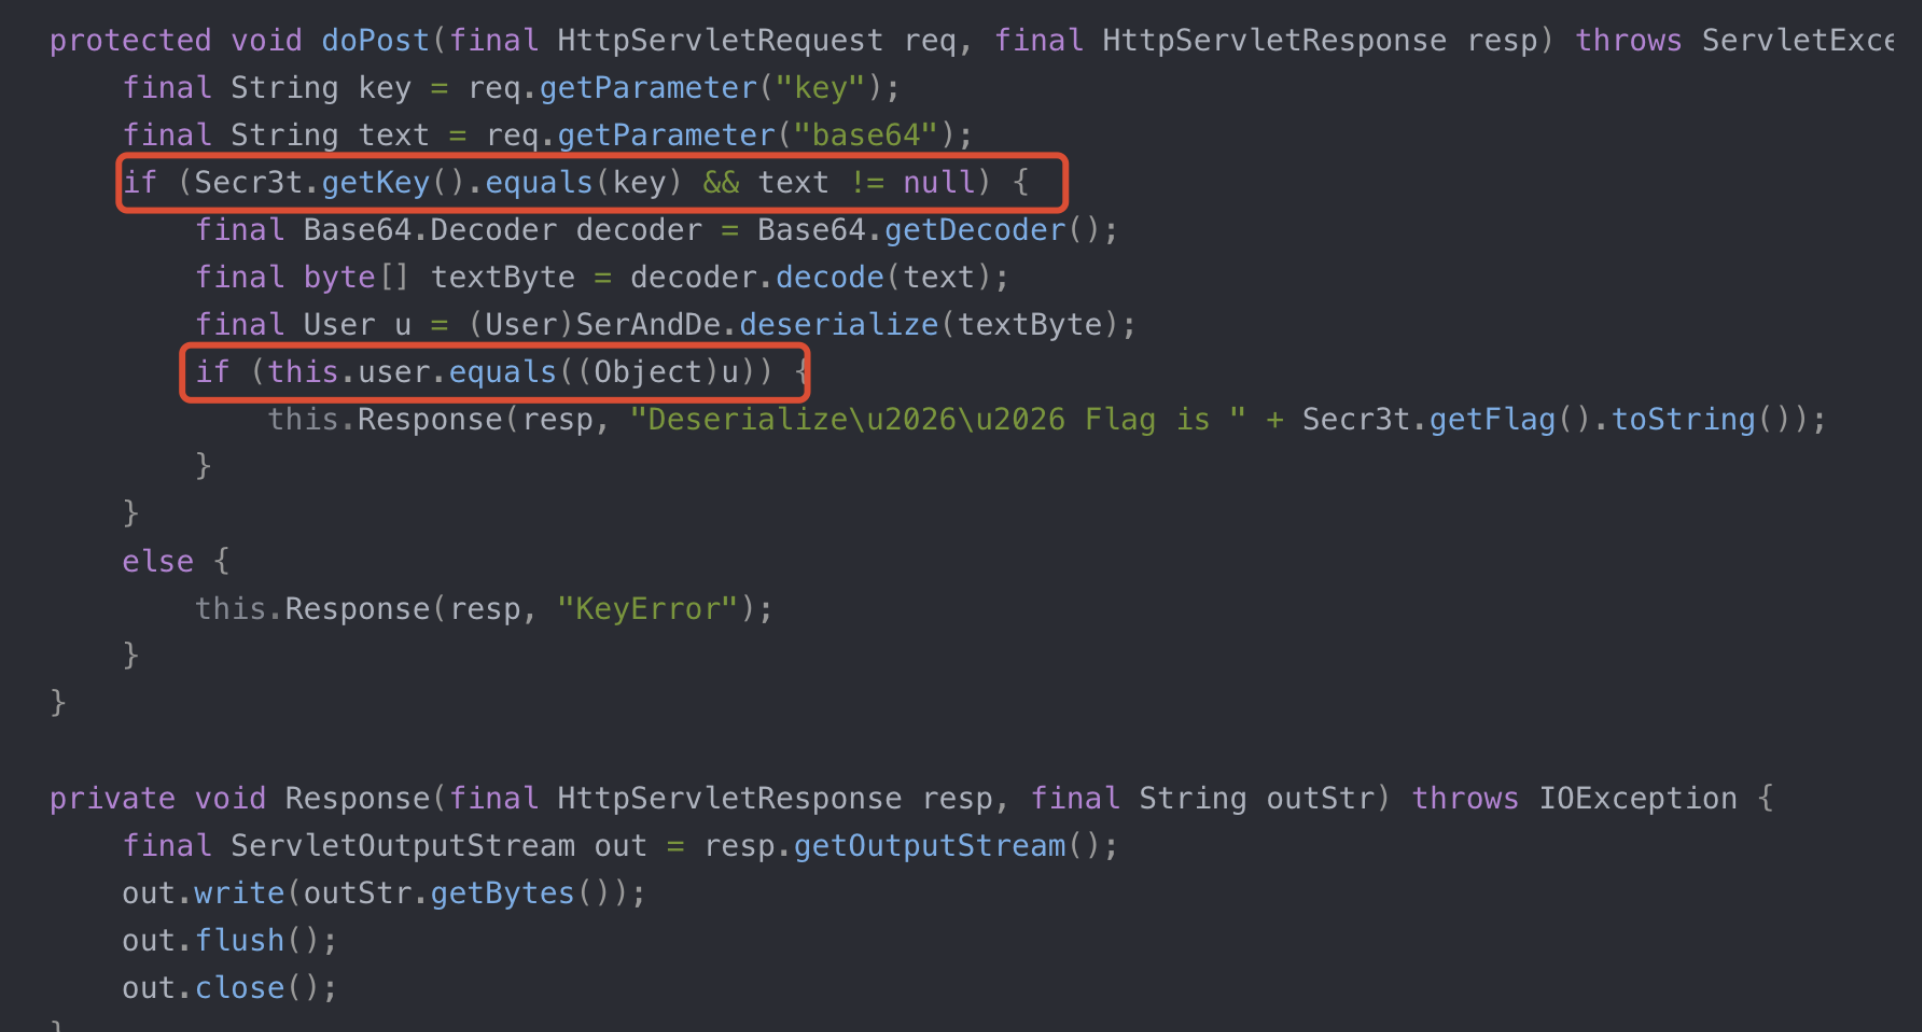 protected void doPost(final HttpServletRequest req, final HttpServletResponse resp) throws ServletExce
final String key = req.getParameter("key");
final String text = req.getParameter("base64");
if (Secr3t.getKey().equals(key) && text != null) {
final Base64.Decoder decoder = Base64.getDecoder();
final byte[] textByte = decoder.decode(text);
final User u = (User)SerAndDe.deserialize(textByte);
if (this.user.equals((Object)u)) {
this.Response(resp, "Deserialize\u2026\u2026 Flag is " + Secr3t.getFlag().toString());
}
}
else {
this.Response(resp, "KeyError");
}
}
private void Response(final HttpServletResponse resp, final String outStr) throws IOException {
final ServletOutputStream out = resp.getOutputStream();
out.write(outStr.getBytes());
out.flush();
out.close();
}